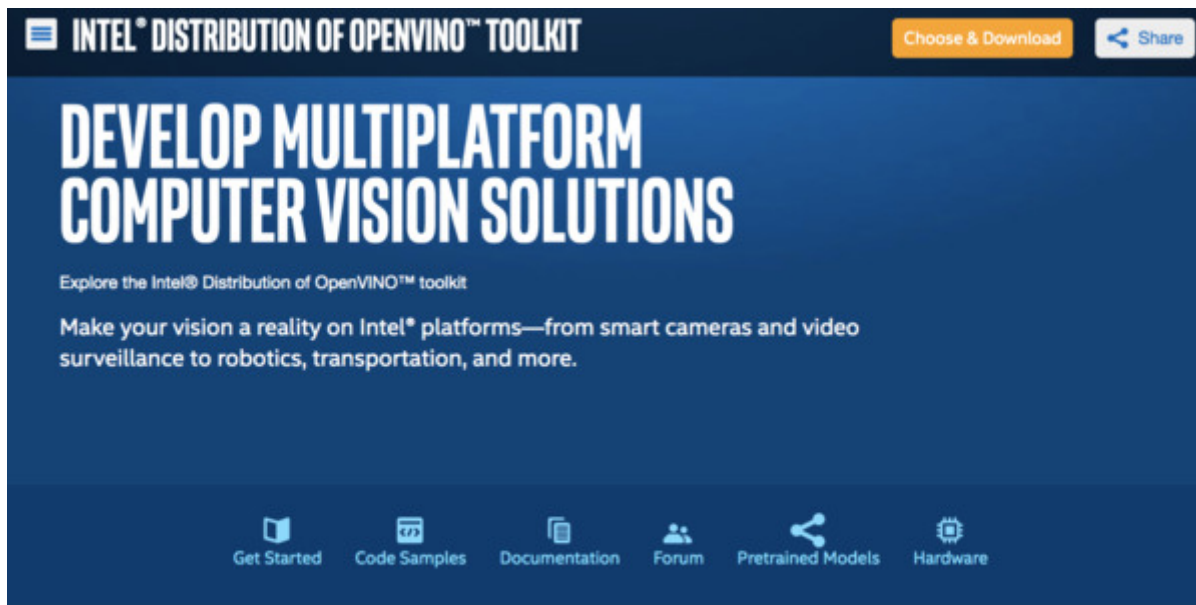 INTEL® DISTRIBUTION OF OPENVINO™ TOOLKIT
Choose & Download
Share
DEVELOP MULTIPLATFORM
COMPUTER VISION SOLUTIONS
Explore the Intel® Distribution of OpenVINO™ toolkit
Make your vision a reality on Intel® platforms—from smart cameras and video
surveillance to robotics, transportation, and more.
Get Started
Code Samples
Documentation
Forum
Pretrained Models
Hardware